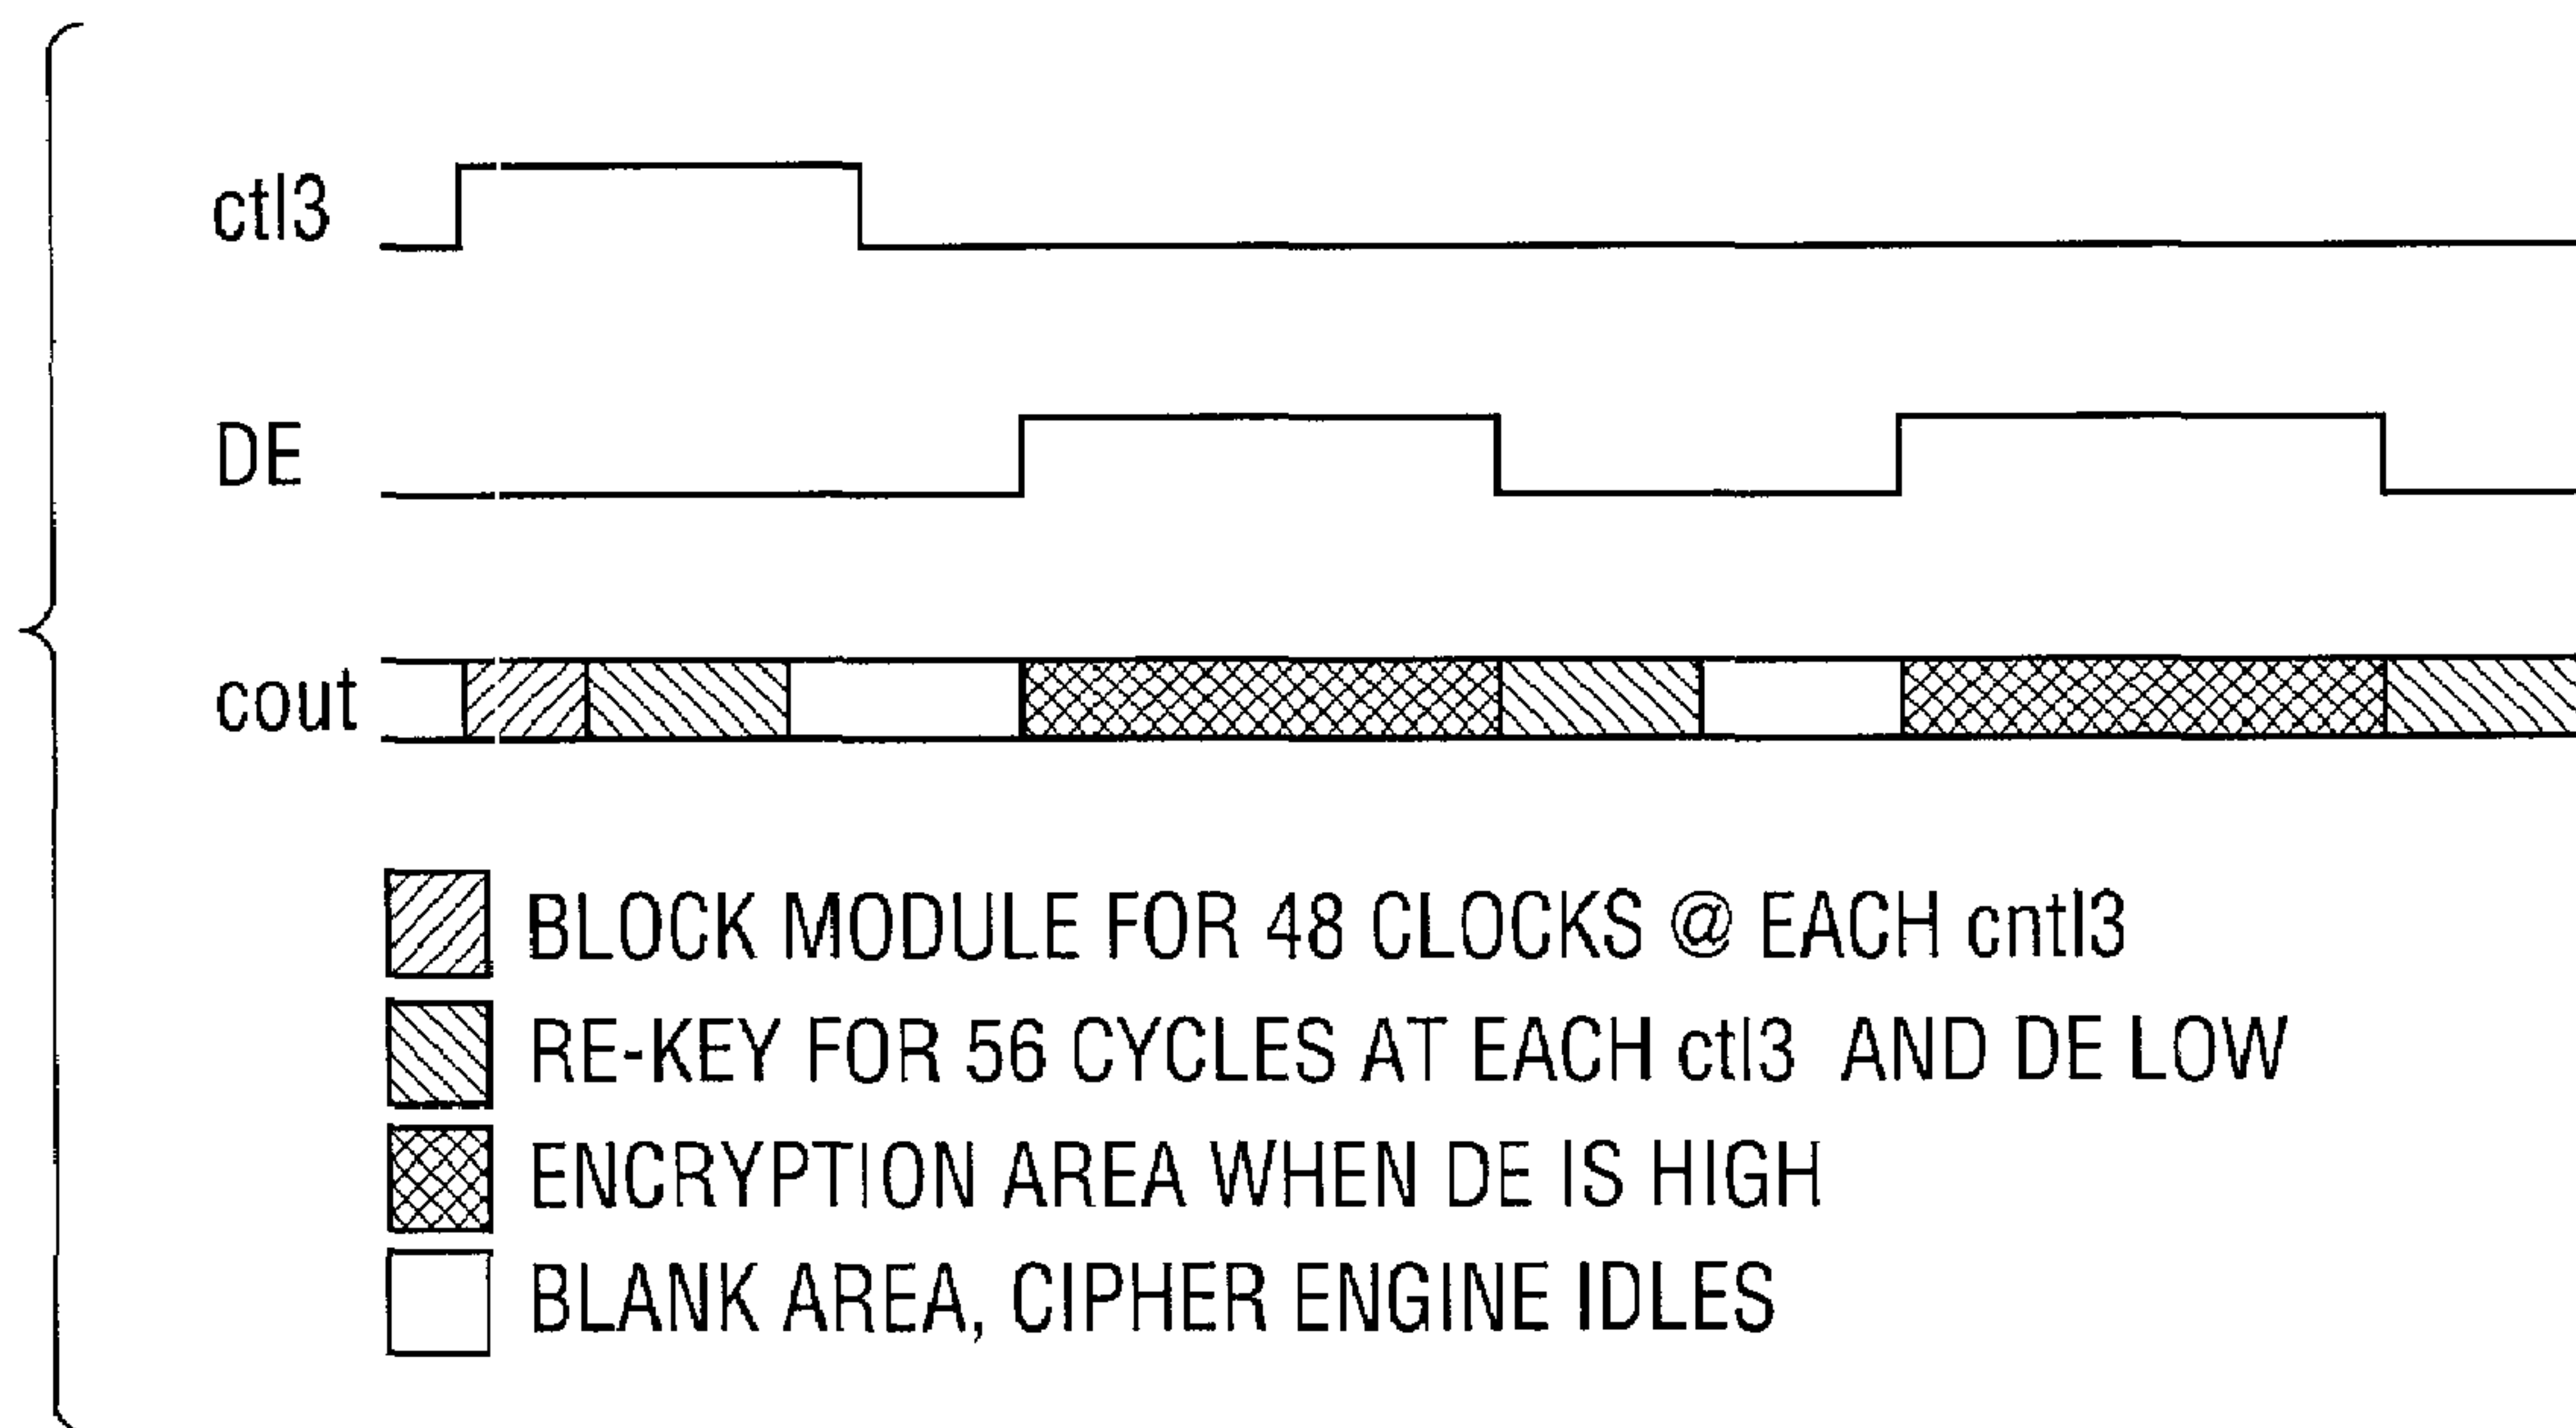 ctl3
DE
cout
BLOCK MODULE FOR 48 CLOCKS @ EACH cntl3
RE-KEY FOR 56 CYCLES AT EACH ctl3 AND DE LOW
ENCRYPTION AREA WHEN DE IS HIGH
BLANK AREA, CIPHER ENGINE IDLES